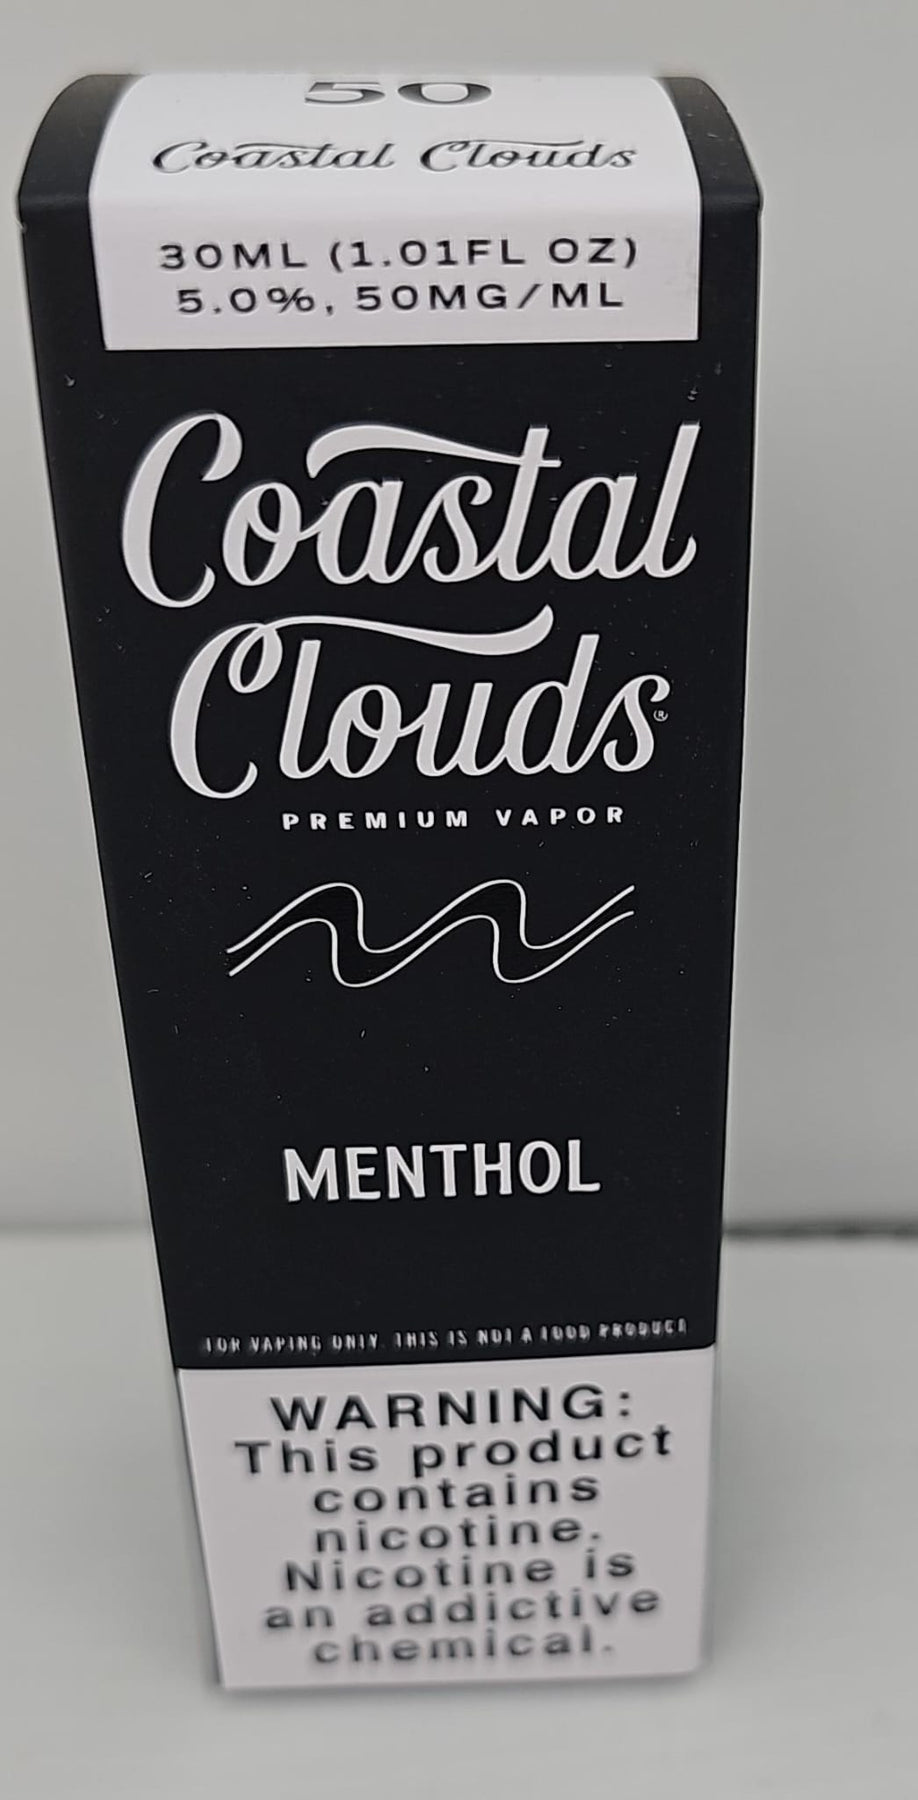 50
Coastal Clouds
30ML (1.01FL OZ)
5.0%, 50MG/ML
Coastal
Clouds®
PREMIUM VAPOR
MENTHOL
FOR VAPING ONLY. THIS IS NOT A FOOD PRODUCT
WARNING:
This product
contains
nicotine.
Nicotine is
an addictive
chemical.